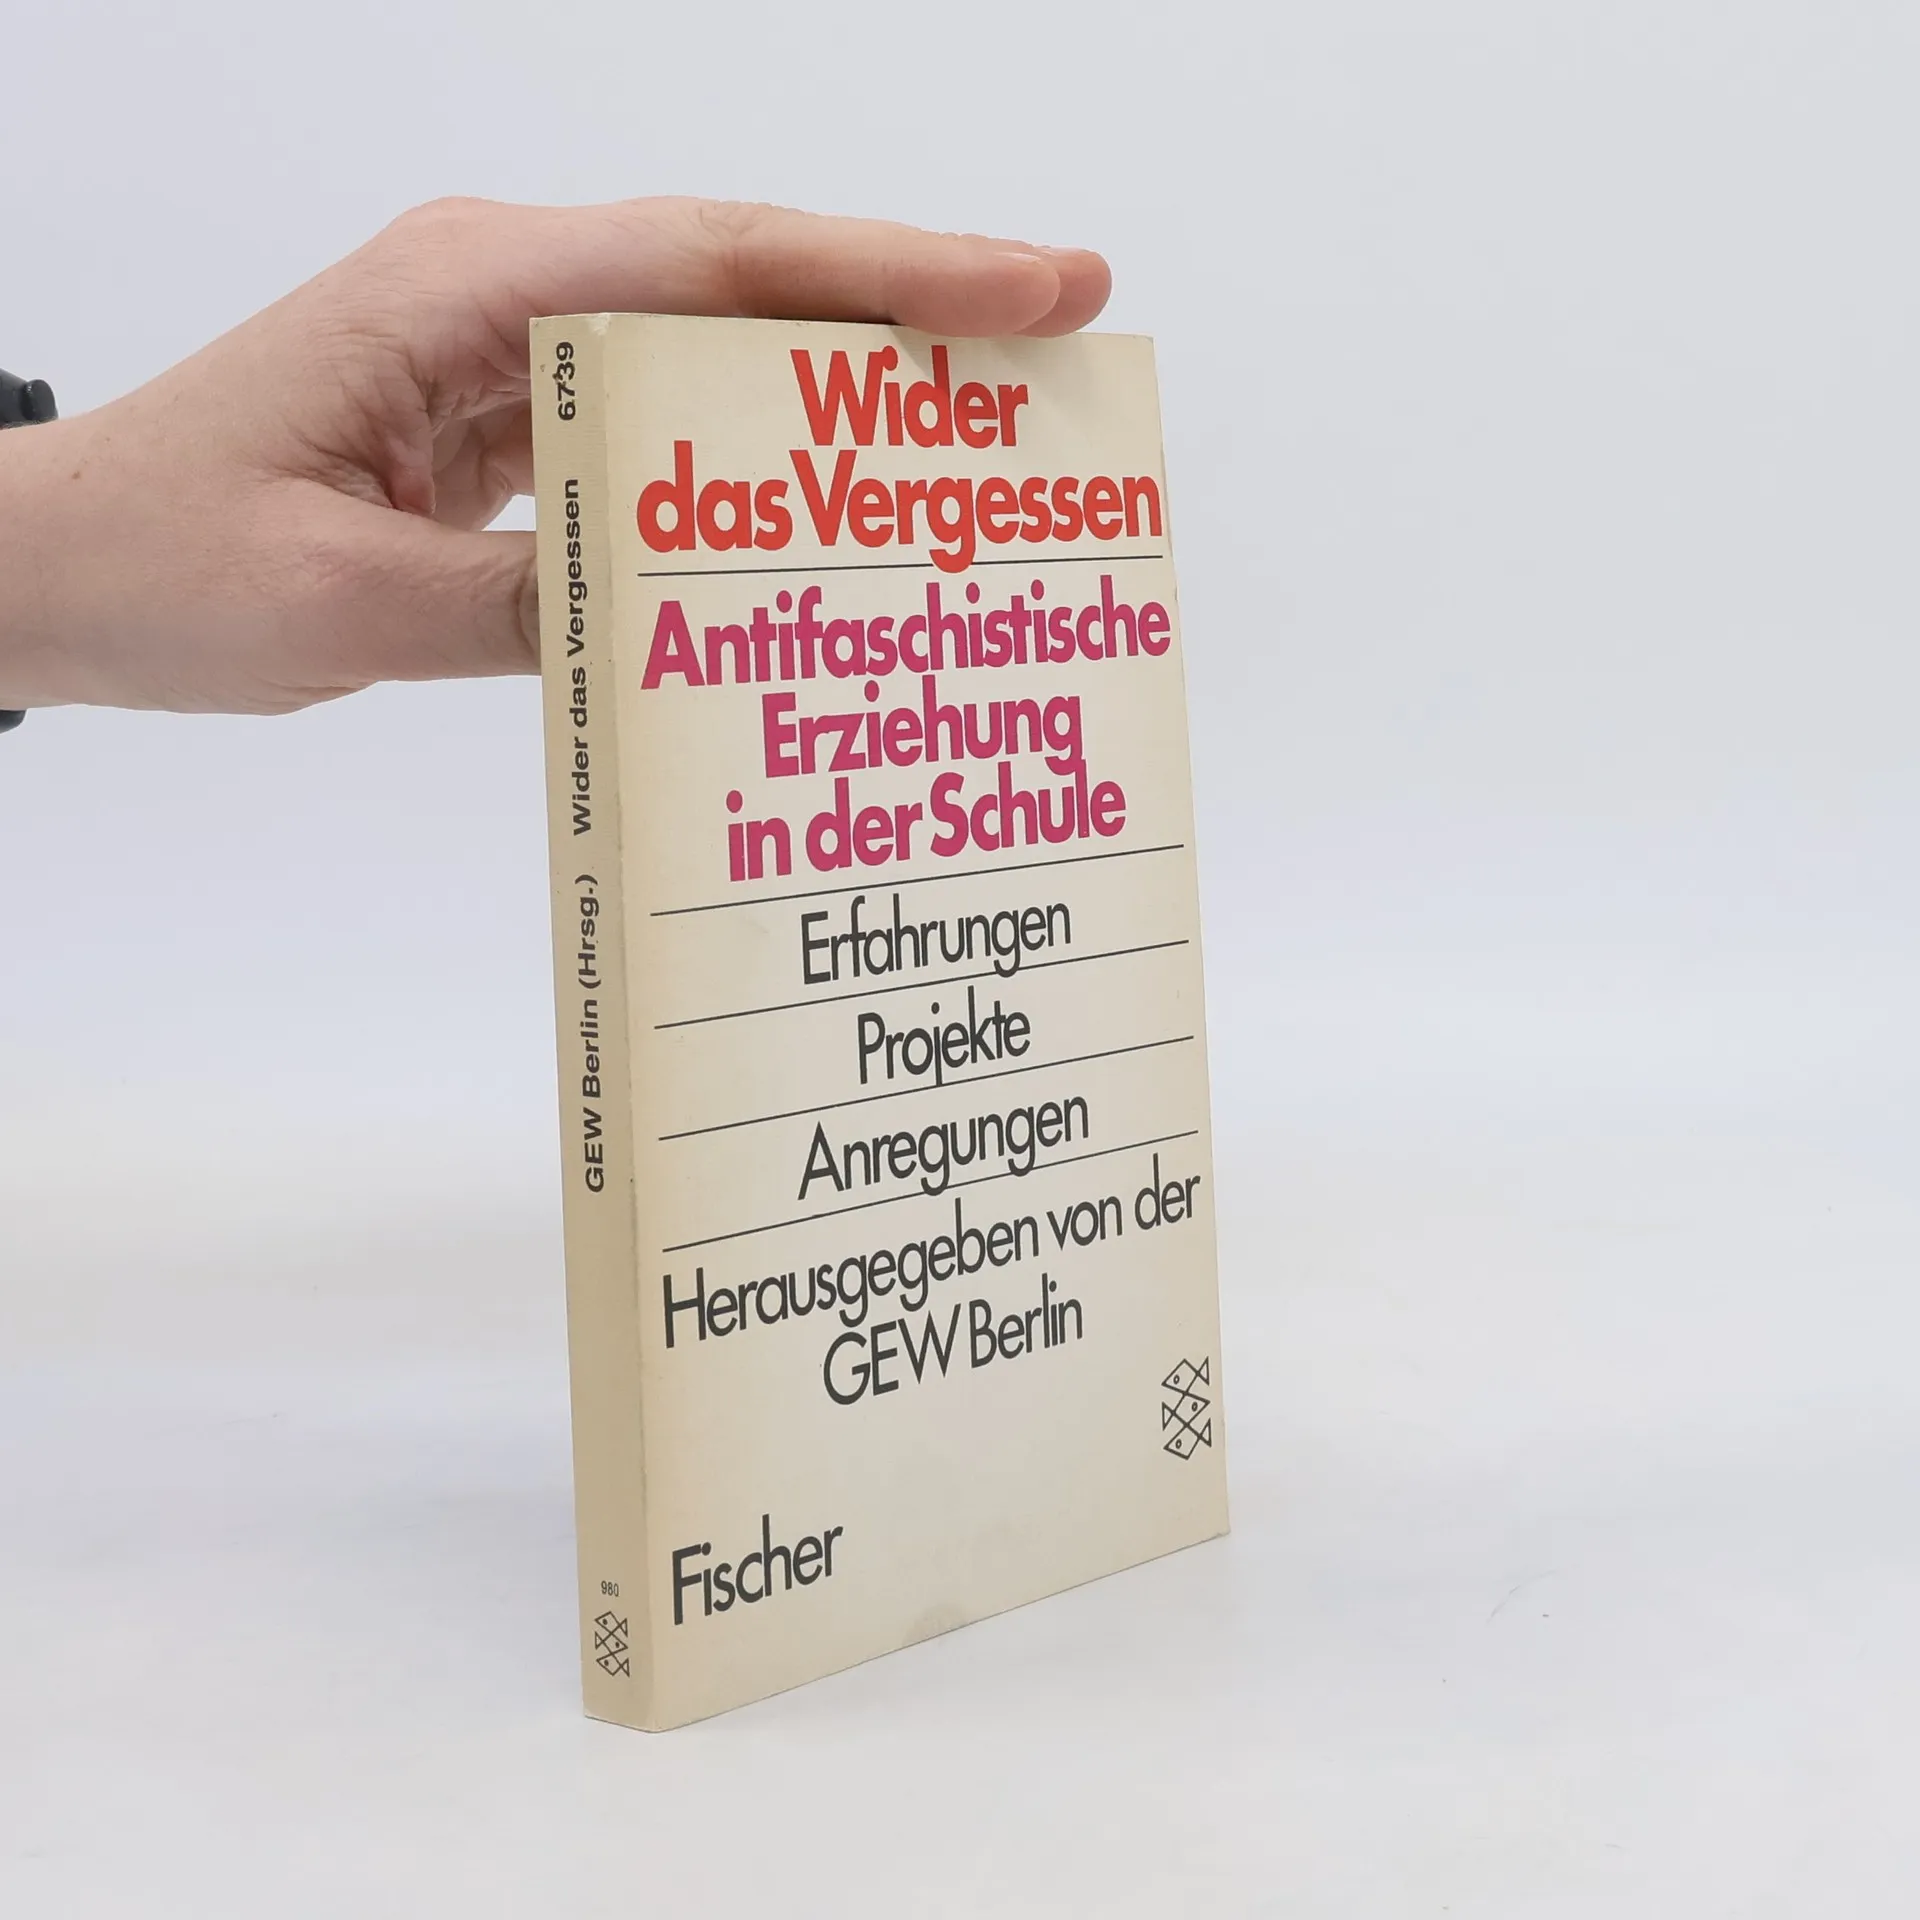 Wider
das Vergessen
Antifaschistische
Erziehung
in der Schule
Erfahrungen
Projekte
Anregungen
Herausgegeben von der
GEW Berlin
Fischer
GEW Berlin (Hrsg.) Wider das Vergessen 6739
980